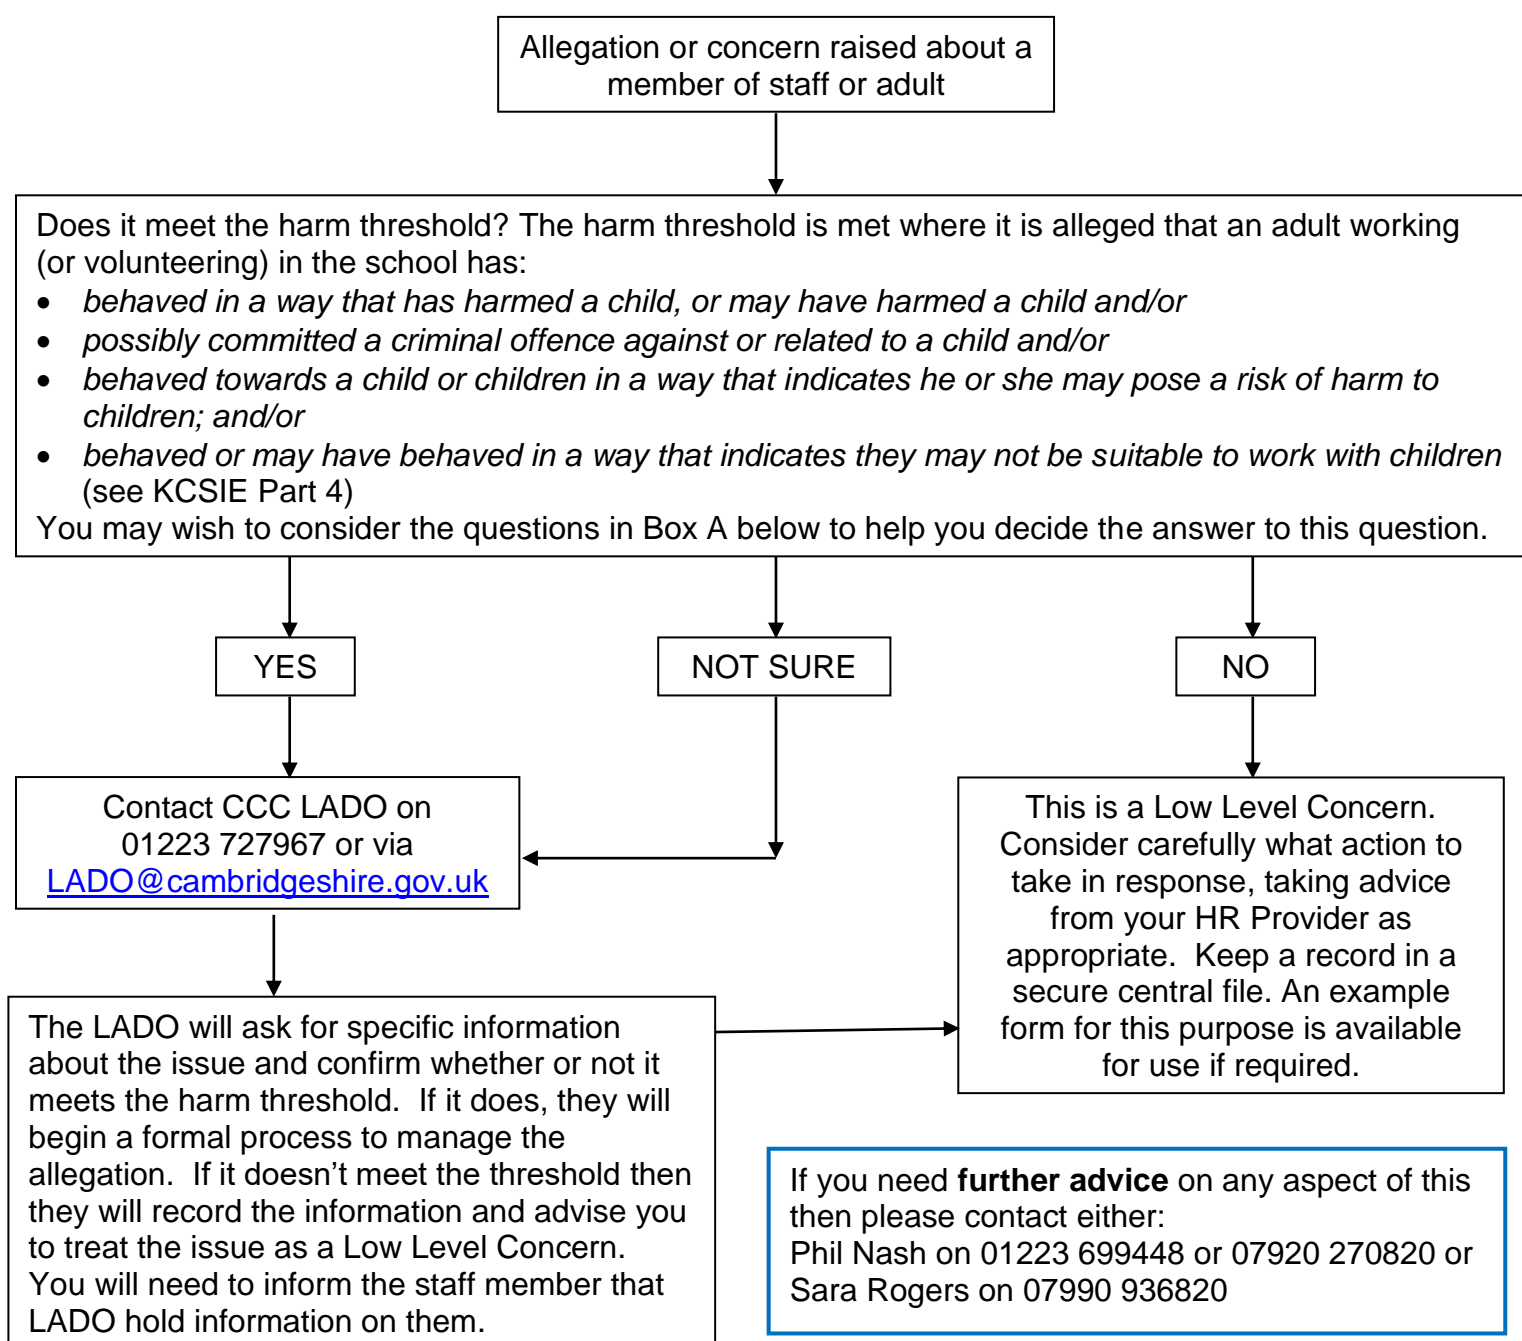 Allegation or concern raised about a
member of staff or adult
Does it meet the harm threshold? The harm threshold is met where it is alleged that an adult working
(or volunteering) in the school has:
• behaved in a way that has harmed a child, or may have harmed a child and/or
• possibly committed a criminal offence against or related to a child and/or
• behaved towards a child or children in a way that indicates he or she may pose a risk of harm to
children; and/or
• behaved or may have behaved in a way that indicates they may not be suitable to work with children
(see KCSIE Part 4)
You may wish to consider the questions in Box A below to help you decide the answer to this question.
YES
NOT SURE
NO
Contact CCC LADO on
01223 727967 or via
LADO@cambridgeshire.gov.uk
This is a Low Level Concern.
Consider carefully what action to
take in response, taking advice
from your HR Provider as
appropriate.  Keep a record in a
secure central file. An example
form for this purpose is available
for use if required.
The LADO will ask for specific information
about the issue and confirm whether or not it
meets the harm threshold.  If it does, they will
begin a formal process to manage the
allegation.  If it doesn’t meet the threshold then
they will record the information and advise you
to treat the issue as a Low Level Concern.
You will need to inform the staff member that
LADO hold information on them.
If you need further advice on any aspect of this
then please contact either:
Phil Nash on 01223 699448 or 07920 270820 or
Sara Rogers on 07990 936820